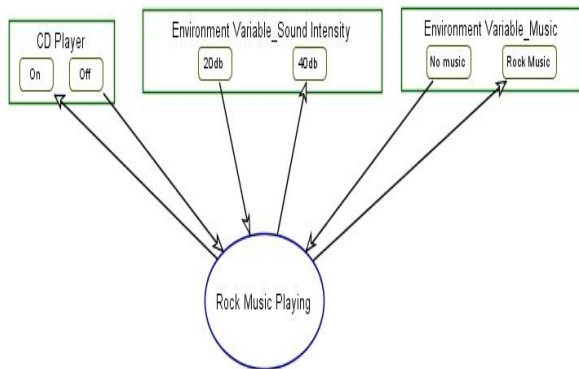 CD Player
On
Off
Environment Variable_Sound Intensity
20db
40db
Environment Variable_Music
No music
Rock Music
Rock Music Playing